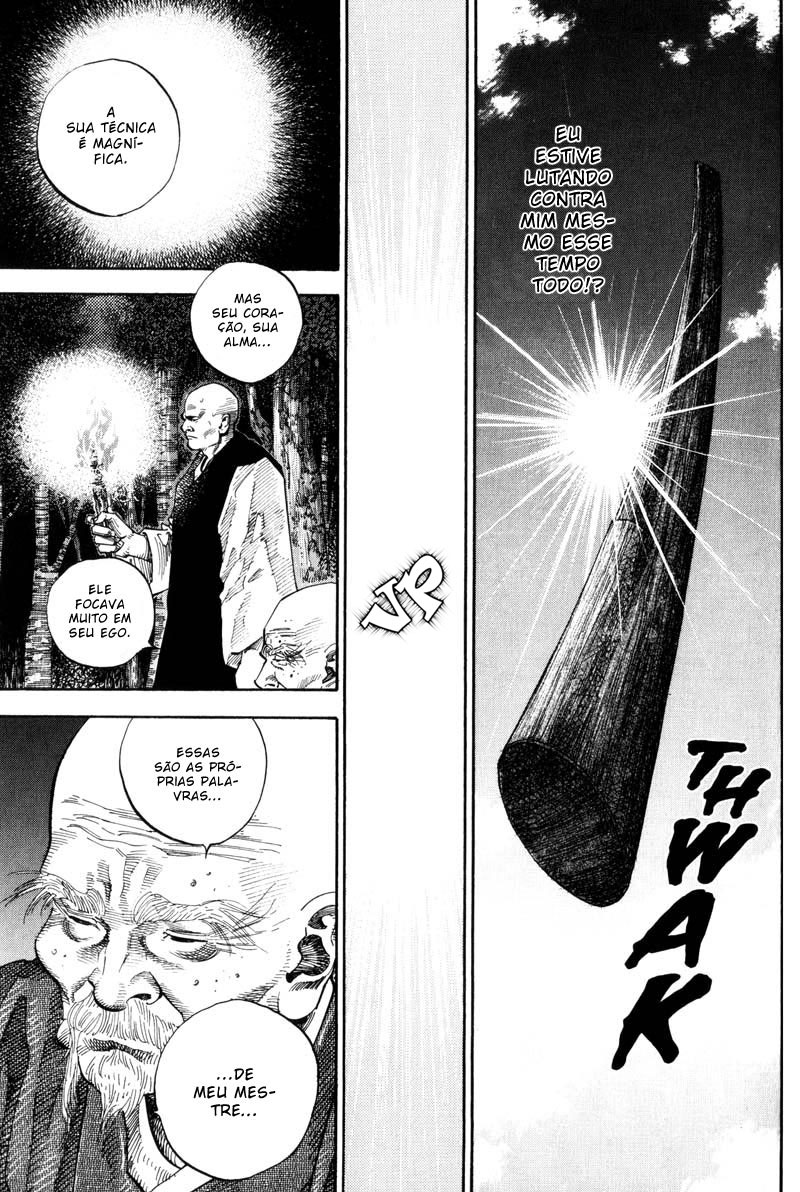 EU
ESTIVE
LUTANDO
CONTRA
MIM MES-
MO ESSE
TEMPO
TODO!?
THWAK
VP
A
SUA TÉCNICA
É MAGNÍ-
FICA.
MAS
SEU CORA-
ÇÃO, SUA
ALMA...
ELE
FOCAVA
MUITO EM
SEU EGO.
ESSAS
SÃO AS PRÓ-
PRIAS PALA-
VRAS...
...DE
MEU MES-
TRE...